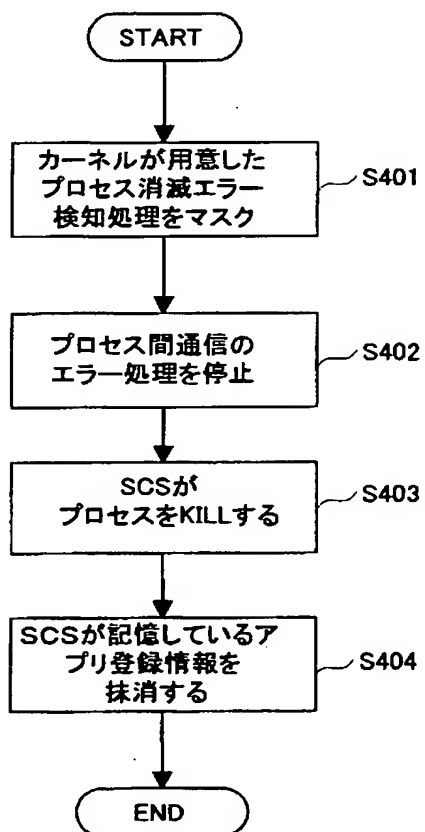 START
カーネルが用意した
プロセス消滅エラー
検知処理をマスク
S401
プロセス間通信の
エラー処理を停止
S402
SCSが
プロセスをKILLする
S403
SCSが記憶しているア
プリ登録情報を
抹消する
S404
END